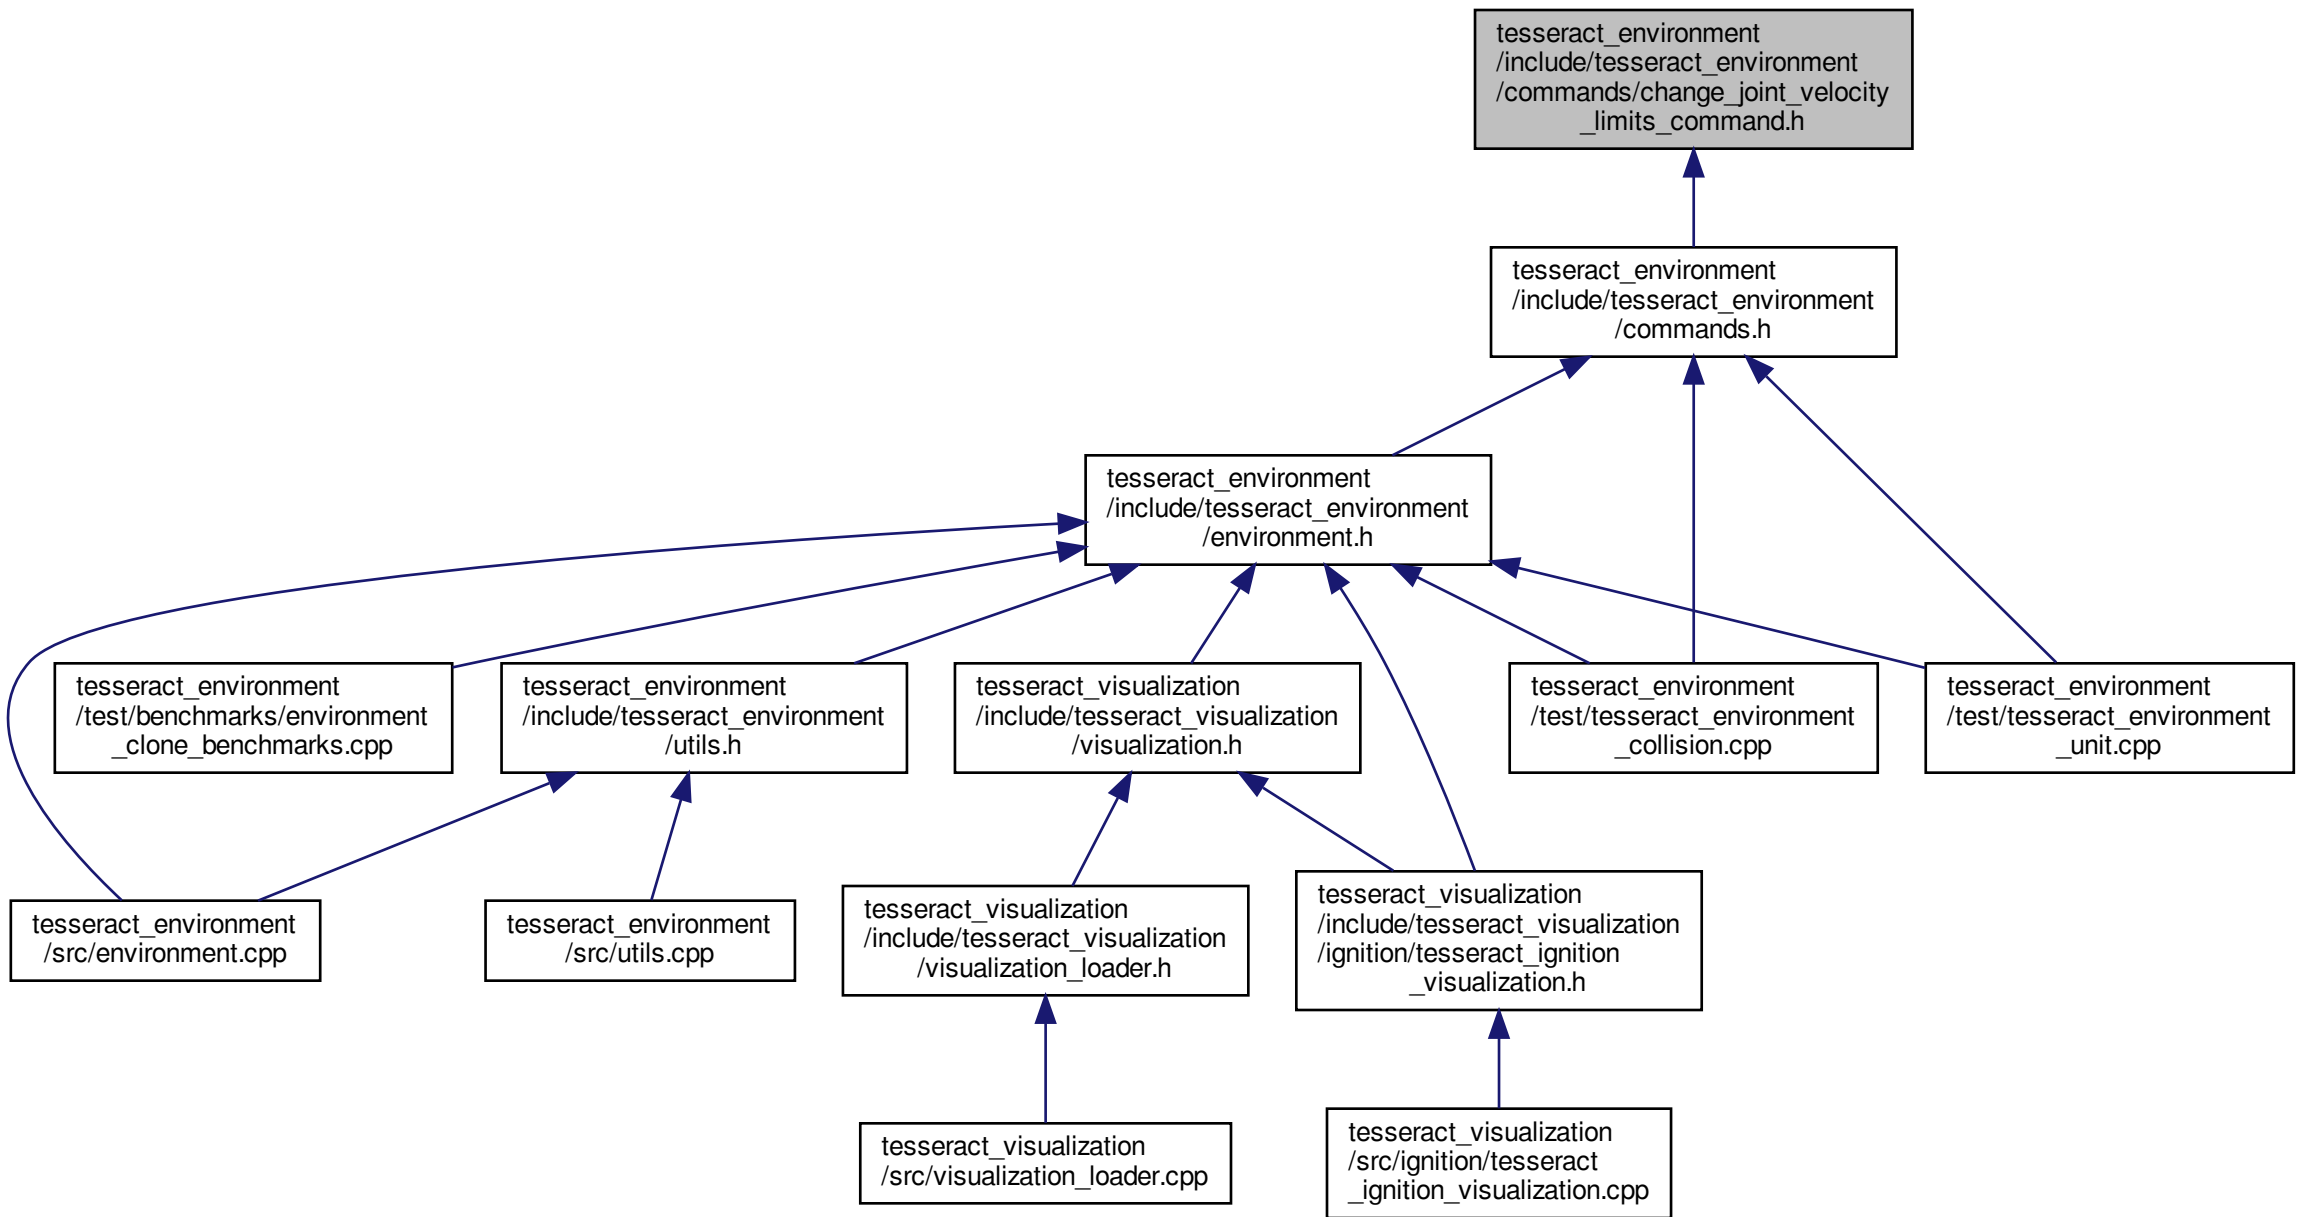 tesseract_environment
/include/tesseract_environment
/commands/change_joint_velocity
_limits_command.h
tesseract_environment
/include/tesseract_environment
/commands.h
tesseract_environment
/include/tesseract_environment
/environment.h
tesseract_environment
/test/benchmarks/environment
_clone_benchmarks.cpp
tesseract_environment
/include/tesseract_environment
/utils.h
tesseract_visualization
/include/tesseract_visualization
/visualization.h
tesseract_environment
/test/tesseract_environment
_collision.cpp
tesseract_environment
/test/tesseract_environment
_unit.cpp
tesseract_environment
/src/environment.cpp
tesseract_environment
/src/utils.cpp
tesseract_visualization
/include/tesseract_visualization
/visualization_loader.h
tesseract_visualization
/include/tesseract_visualization
/ignition/tesseract_ignition
_visualization.h
tesseract_visualization
/src/visualization_loader.cpp
tesseract_visualization
/src/ignition/tesseract
_ignition_visualization.cpp